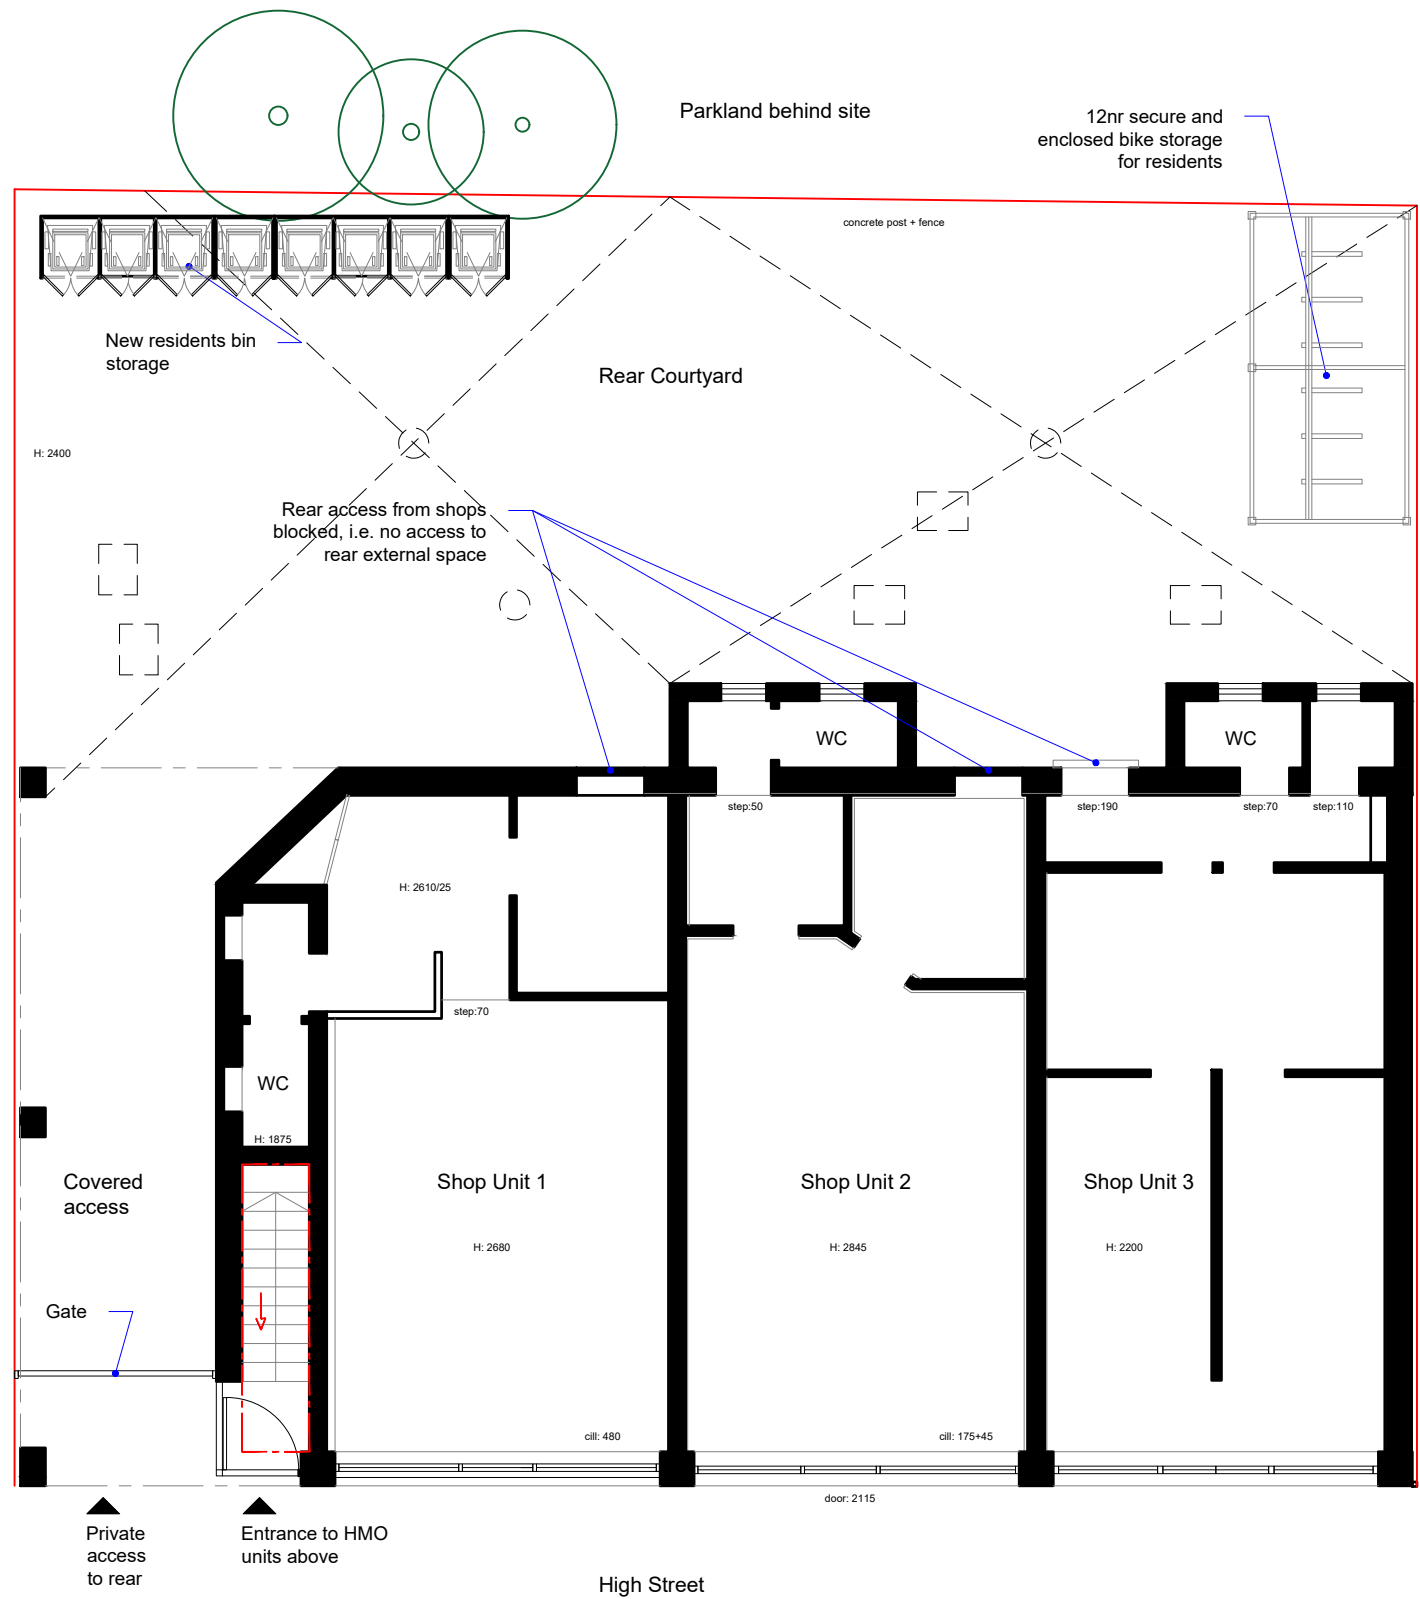 Parkland behind site
12nr secure and
enclosed bike storage
for residents
concrete post + fence
New residents bin
storage
Rear Courtyard
H: 2400
Rear access from shops
blocked, i.e. no access to
rear external space
WC
WC
step:50
step:190
step:70
step:110
H: 2610/25
step:70
WC
H: 1875
Covered
access
Shop Unit 1
Shop Unit 2
Shop Unit 3
H: 2680
H: 2845
H: 2200
Gate
cill: 480
cill: 175+45
door: 2115
Private
access
to rear
Entrance to HMO
units above
High Street